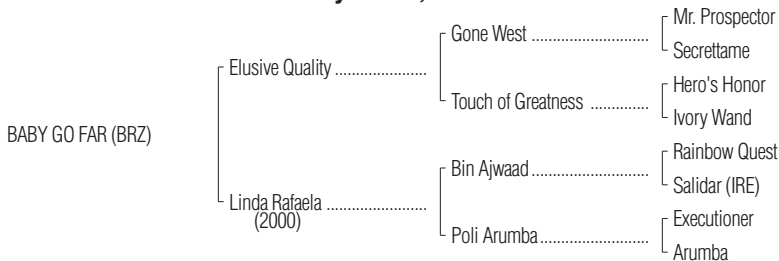 Mr. Prospector
Gone West ........................
Secrettame
Elusive Quality ......................
Hero's Honor
Touch of Greatness ..............
Ivory Wand
BABY GO FAR (BRZ)
Rainbow Quest
Bin Ajwaad ............................
Salidar (IRE)
Linda Rafaela ........................
(2000)
Executioner
Poli Arumba..........................
Arumba